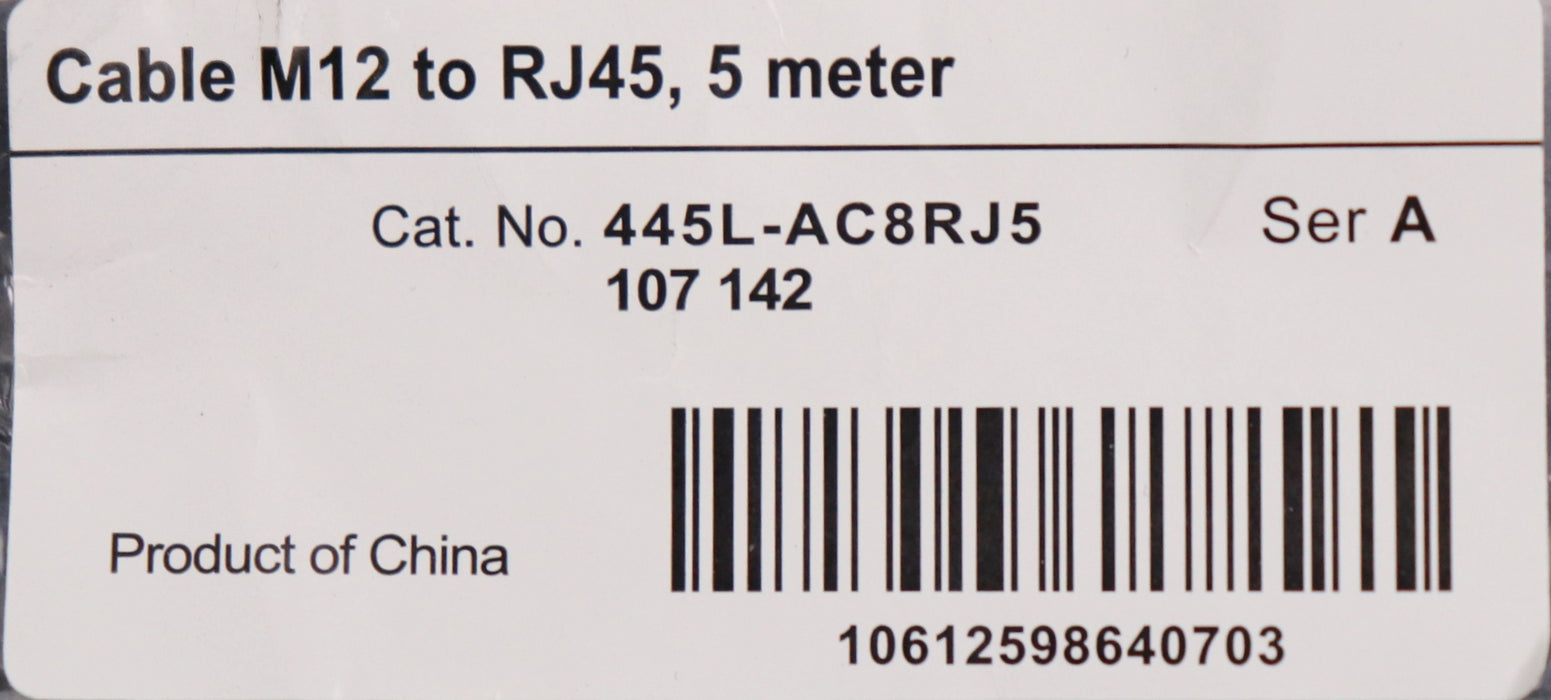 Cable M12 to RJ45, 5 meter
Cat. No. 445L-AC8RJ5 Ser A
107 142
Product of China
10612598640703